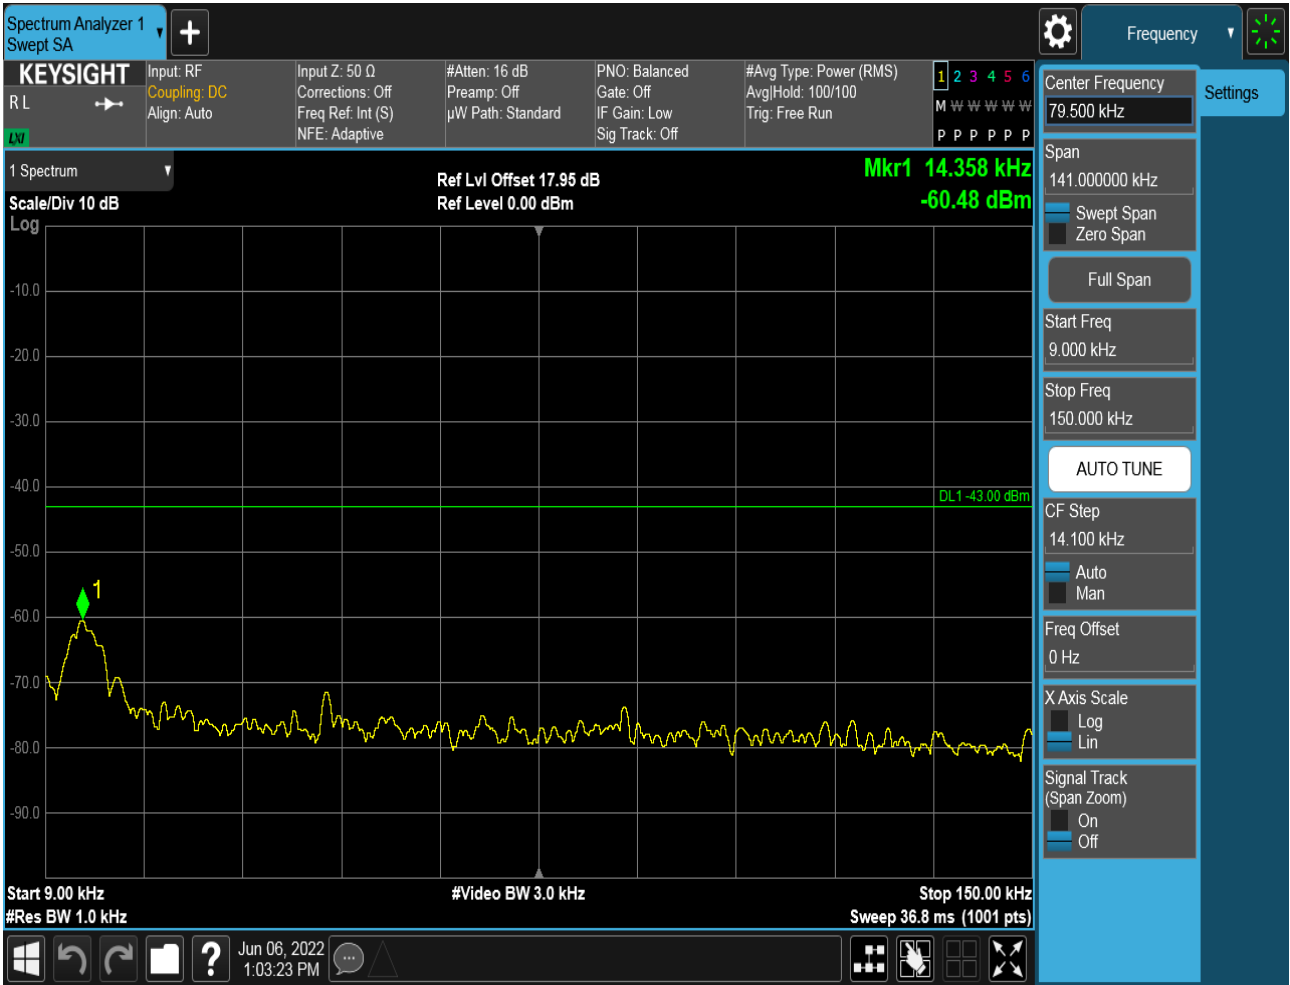 Spectrum Analyzer 1
Swept SA
Frequency
KEYSIGHT
R L
LXI
Input: RF
Coupling: DC
Align: Auto
Input Z: 50 Ω
Corrections: Off
Freq Ref: Int (S)
NFE: Adaptive
#Atten: 16 dB
Preamp: Off
µW Path: Standard
PNO: Balanced
Gate: Off
IF Gain: Low
Sig Track: Off
#Avg Type: Power (RMS)
Avg|Hold: 100/100
Trig: Free Run
1 2 3 4 5 6
M W W W W W
P P P P P P
1 Spectrum
Scale/Div 10 dB
Log
Ref Lvl Offset 17.95 dB
Ref Level 0.00 dBm
Mkr1 14.358 kHz
-60.48 dBm
-10.0
-20.0
-30.0
-40.0
DL1 -43.00 dBm
-50.0
1
-60.0
-70.0
-80.0
-90.0
Start 9.00 kHz
#Res BW 1.0 kHz
#Video BW 3.0 kHz
Stop 150.00 kHz
Sweep 36.8 ms (1001 pts)
Jun 06, 2022
1:03:23 PM
Center Frequency
79.500 kHz
Settings
Span
141.000000 kHz
Swept Span
Zero Span
Full Span
Start Freq
9.000 kHz
Stop Freq
150.000 kHz
AUTO TUNE
CF Step
14.100 kHz
Auto
Man
Freq Offset
0 Hz
X Axis Scale
Log
Lin
Signal Track
(Span Zoom)
On
Off